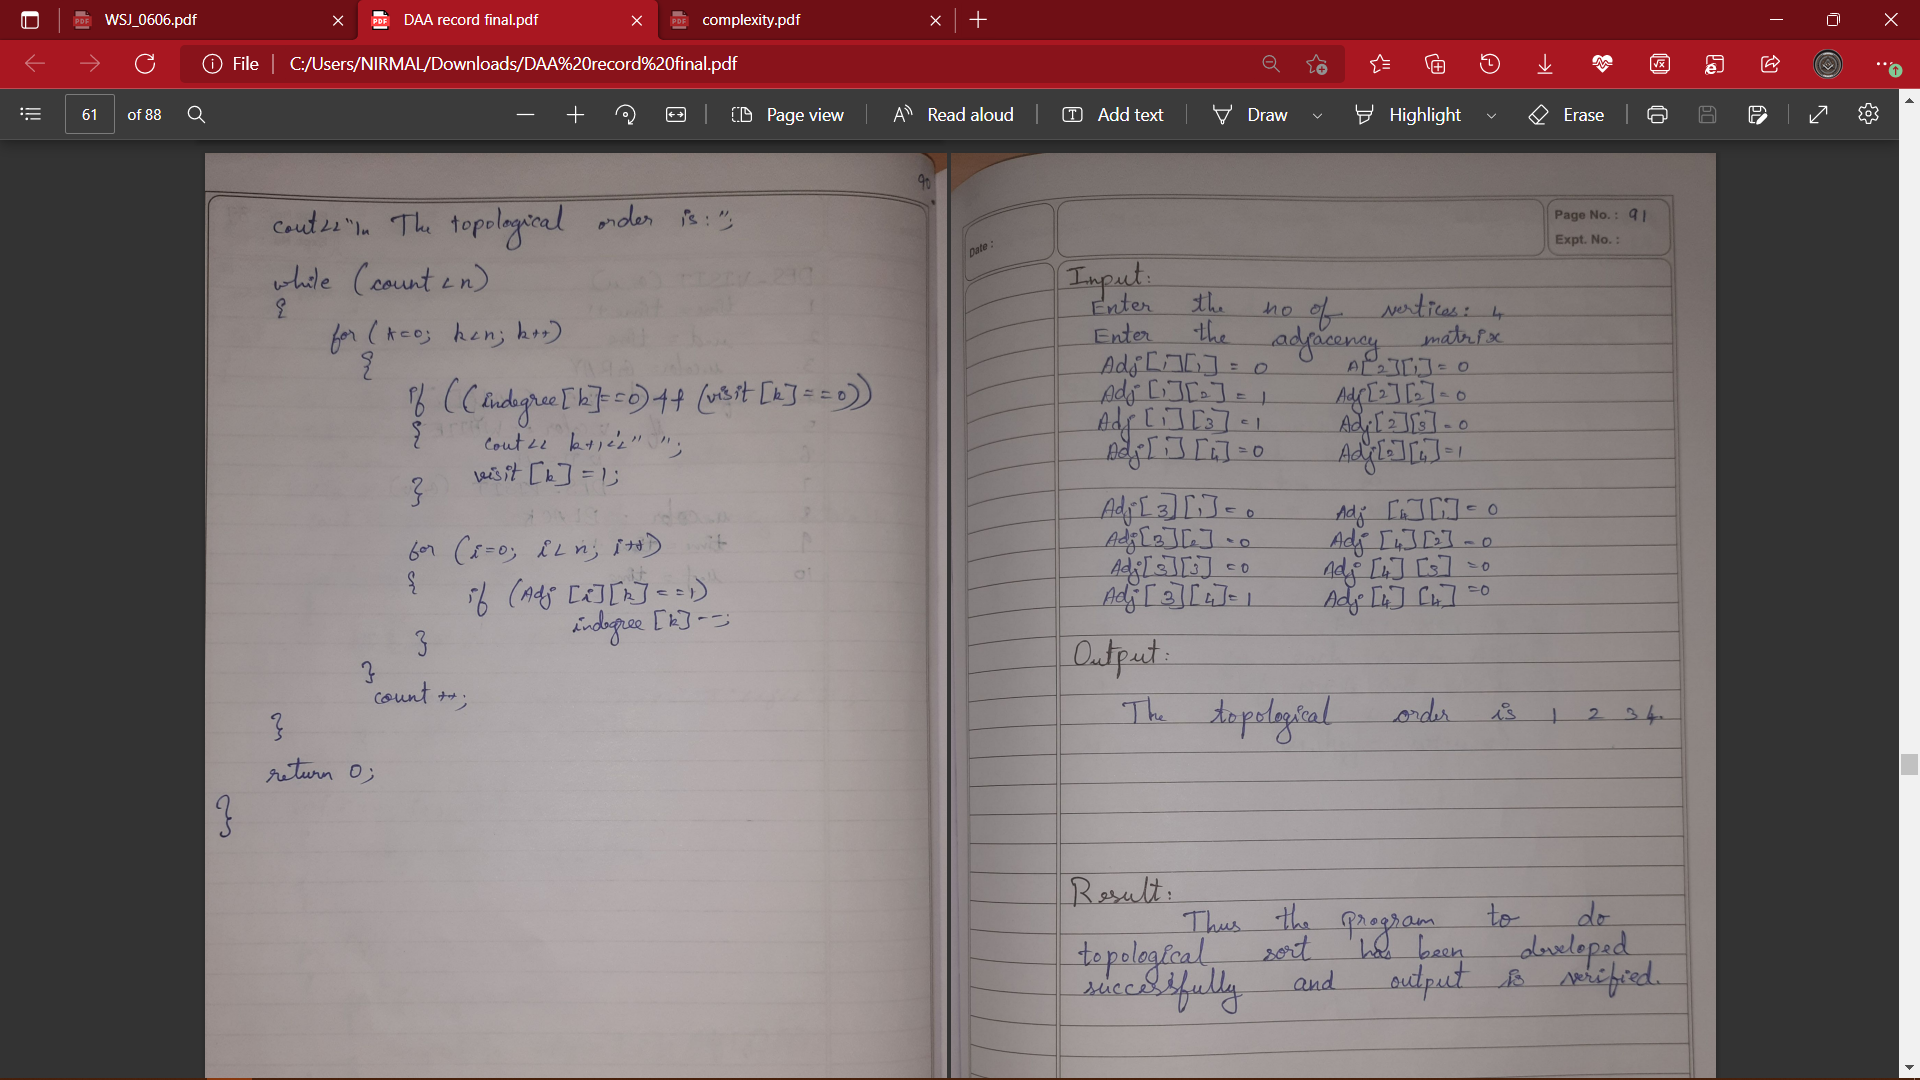 WSJ_0606.pdf
DAA record final.pdf
complexity.pdf
File
C:/Users/NIRMAL/Downloads/DAA%20record%20final.pdf
61 of 88
Page view
Read aloud
Add text
Draw
Highlight
Erase
90
cout<<"\n The topological order is:";
while (count<n)
{
for (k=0; k<n; k++)
{
if ((indegree[k]==0)&&(visit[k]==0))
{
cout<< k+1<<" ";
visit[k]=1;
}
for (i=0; i<n; i++)
{
if (Adj[i][k]==1)
indegree[k]--;
}
}
count++;
}
return 0;
}
Page No.: 91
Expt. No.:
Date:
Input:
Enter the no of vertices: 4
Enter the adjacency matrix
Adj[1][1]=0 A[2][1]=0
Adj[1][2]=1 Adj[2][2]=0
Adj[1][3]=1 Adj[2][3]=0
Adj[1][4]=0 Adj[2][4]=1
Adj[3][1]=0 Adj[4][1]=0
Adj[3][2]=0 Adj[4][2]=0
Adj[3][3]=0 Adj[4][3]=0
Adj[3][4]=1 Adj[4][4]=0
Output:
The topological order is 1 2 3 4.
Result:
Thus the program to do
topological sort has been developed
successfully and output is verified.